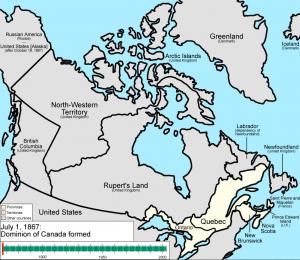 Russian America
(Russia)
United States (Alaska)
(after October 18, 1867)
Greenland
(Denmark)
Iceland
(Denmark)
Arctic Islands
(United Kingdom)
North-Western
Territory
(United Kingdom)
British
Columbia
(United Kingdom)
Rupert's Land
(United Kingdom)
Labrador
(dependency of
Newfoundland)
Newfoundland
(United Kingdom)
Saint Pierre and
Miquelon
(France)
Prince Edward
Island
(U.K.)
Nova
Scotia
New
Brunswick
Quebec
Ontario
United States
Provinces
Territories
Other countries
July 1, 1867:
Dominion of Canada formed
1900
1950
2000